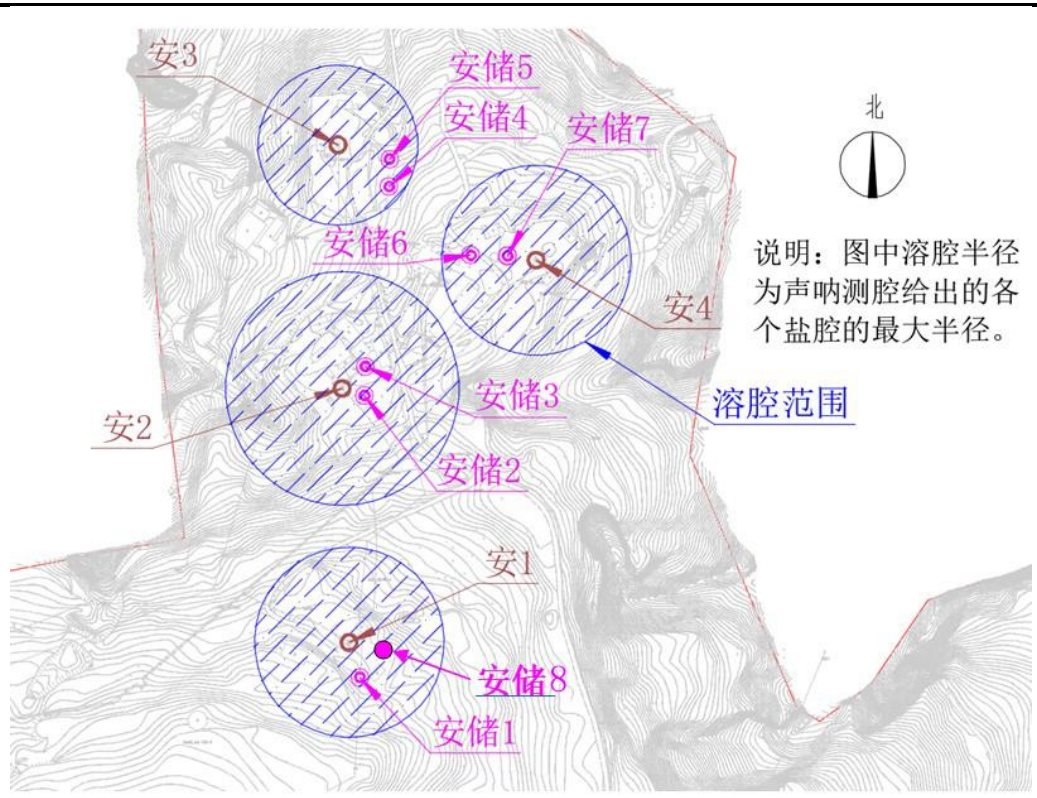 安3
安储5
安储4
安储7
北
安储6
说明：图中溶腔半径
为声呐测腔给出的各
个盐腔的最大半径。
安4
安储3
溶腔范围
安2
安储2
安1
安储8
安储1